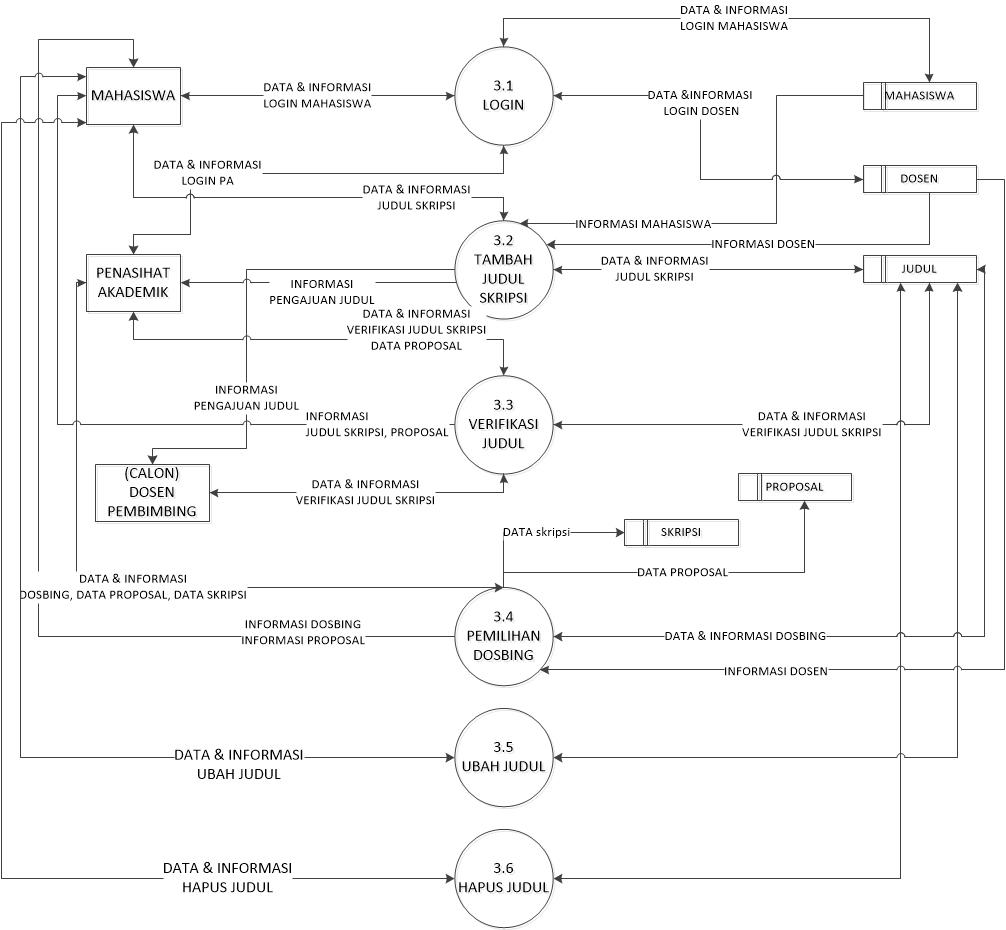 DATA & INFORMASI
LOGIN MAHASISWA
MAHASISWA
DATA & INFORMASI
LOGIN MAHASISWA
3.1
LOGIN
DATA &INFORMASI
LOGIN DOSEN
MAHASISWA
DATA & INFORMASI
LOGIN PA
DATA & INFORMASI
JUDUL SKRIPSI
DOSEN
INFORMASI MAHASISWA
INFORMASI DOSEN
3.2
TAMBAH
JUDUL
SKRIPSI
DATA & INFORMASI
JUDUL SKRIPSI
JUDUL
PENASIHAT
AKADEMIK
INFORMASI
PENGAJUAN JUDUL
DATA & INFORMASI
VERIFIKASI JUDUL SKRIPSI
DATA PROPOSAL
INFORMASI
PENGAJUAN JUDUL
INFORMASI
JUDUL SKRIPSI, PROPOSAL
3.3
VERIFIKASI
JUDUL
DATA & INFORMASI
VERIFIKASI JUDUL SKRIPSI
(CALON)
DOSEN
PEMBIMBING
DATA & INFORMASI
VERIFIKASI JUDUL SKRIPSI
PROPOSAL
DATA skripsi
SKRIPSI
DATA PROPOSAL
DATA & INFORMASI
DOSBING, DATA PROPOSAL, DATA SKRIPSI
INFORMASI DOSBING
INFORMASI PROPOSAL
3.4
PEMILIHAN
DOSBING
DATA & INFORMASI DOSBING
INFORMASI DOSEN
DATA & INFORMASI
UBAH JUDUL
3.5
UBAH JUDUL
DATA & INFORMASI
HAPUS JUDUL
3.6
HAPUS JUDUL